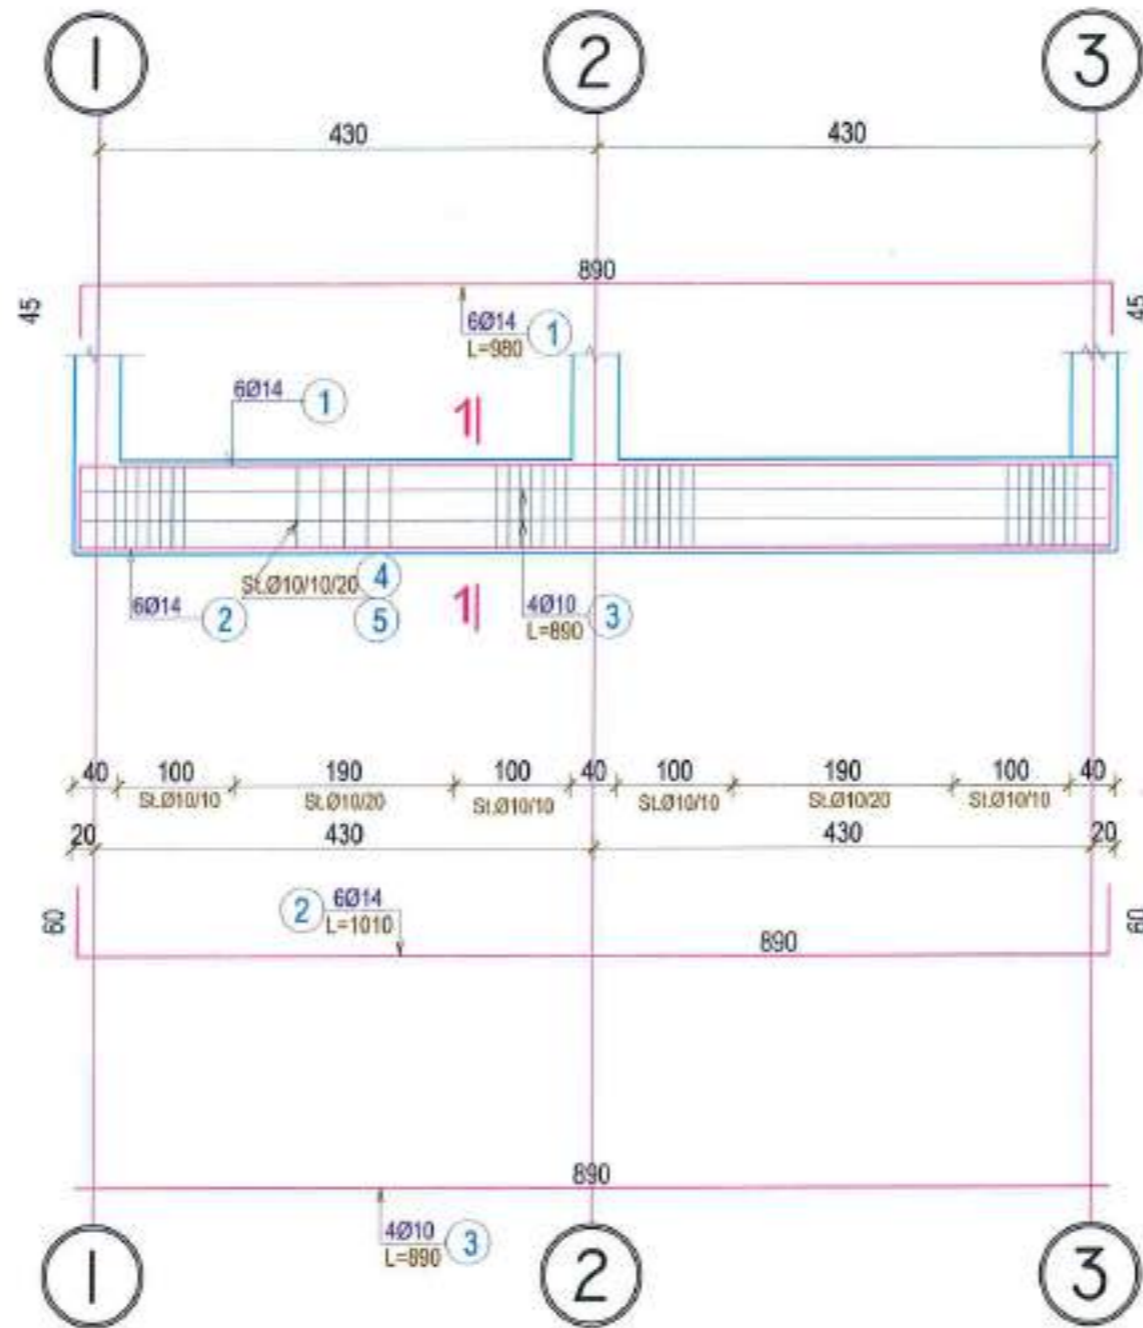 1 2 3
430 430
890
45 45
6Ø14 1
L=980
6Ø14 1
1
St.Ø10/10/20 4
5
6Ø14 2
4Ø10 3
L=890
1
40 100 190 100 40 100 190 100 40
St.Ø10/10 St.Ø10/20 St.Ø10/10 St.Ø10/10 St.Ø10/20 St.Ø10/10
20 430 430 20
60 60
2 6Ø14
L=1010
890
890
4Ø10 3
L=890
1 2 3